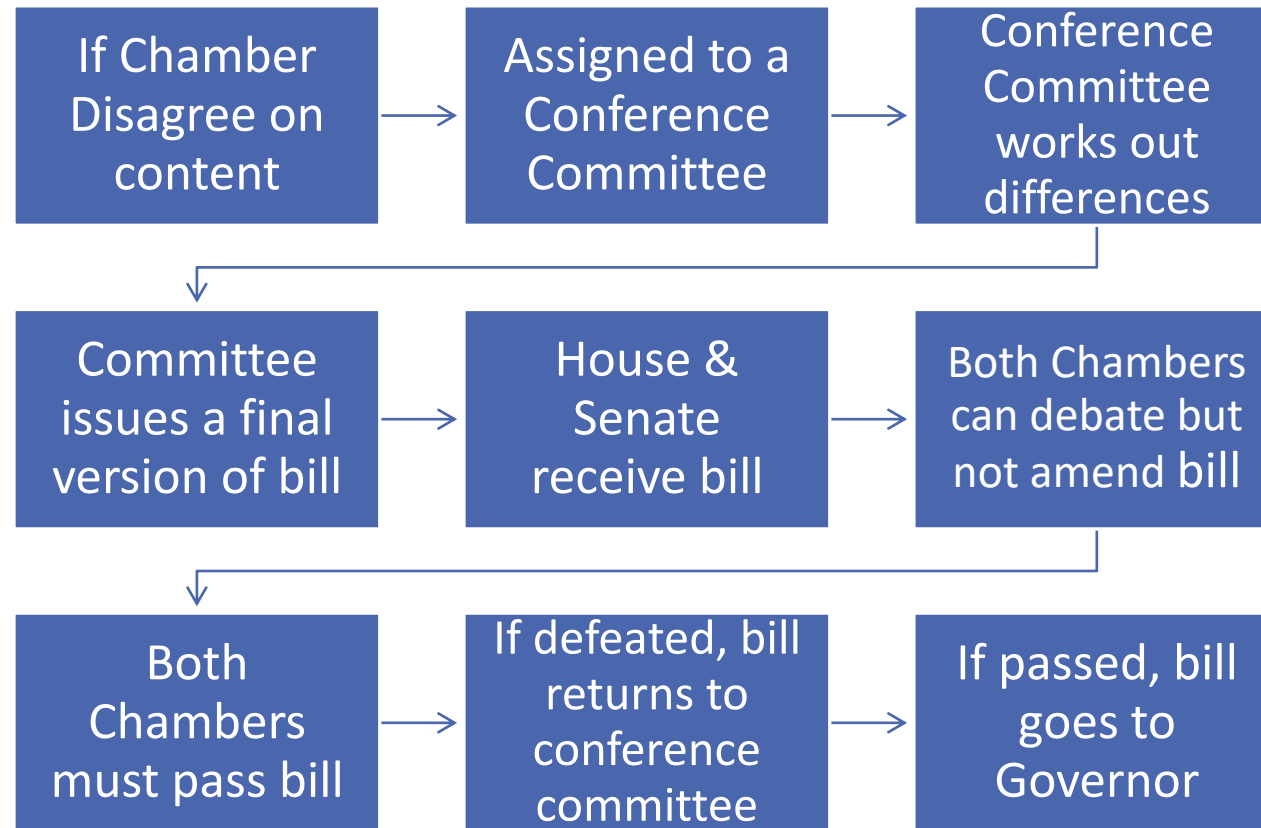 If Chamber
Disagree on
content
Assigned to a
Conference
Committee
Conference
Committee
works out
differences
Committee
issues a final
version of bill
House &
Senate
receive bill
Both Chambers
can debate but
not amend bill
Both
Chambers
must pass bill
If defeated, bill
returns to
conference
committee
If passed, bill
goes to
Governor